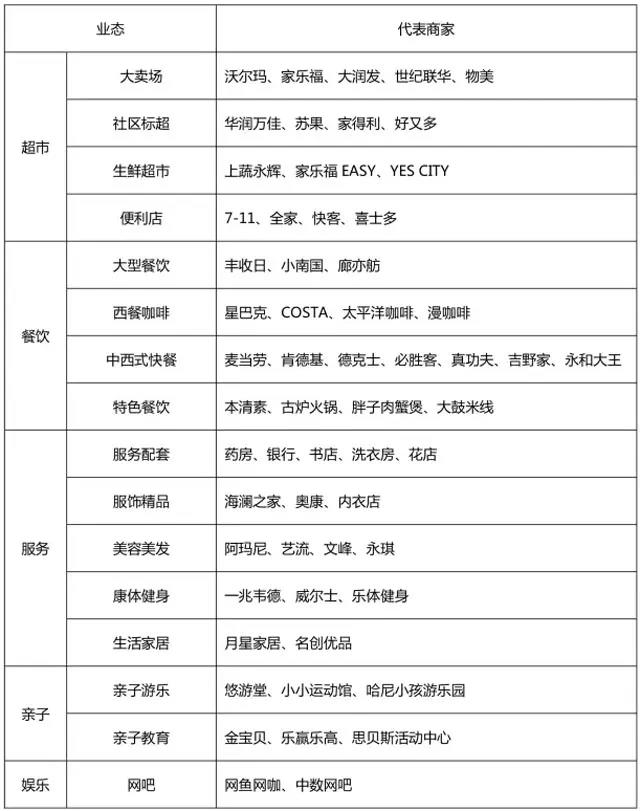 业态 代表商家
超市
大卖场 沃尔玛、家乐福、大润发、世纪联华、物美
社区标超 华润万佳、苏果、家得利、好又多
生鲜超市 上蔬永辉、家乐福 EASY、YES CITY
便利店 7-11、全家、快客、喜士多
餐饮
大型餐饮 丰收日、小南国、廊亦舫
西餐咖啡 星巴克、COSTA、太平洋咖啡、漫咖啡
中西式快餐 麦当劳、肯德基、德克士、必胜客、真功夫、吉野家、永和大王
特色餐饮 本清素、古炉火锅、胖子肉蟹煲、大鼓米线
服务
服务配套 药房、银行、书店、洗衣房、花店
服饰精品 海澜之家、奥康、内衣店
美容美发 阿玛尼、艺流、文峰、永琪
康体健身 一兆韦德、威尔士、乐体健身
生活家居 月星家居、名创优品
亲子
亲子游乐 悠游堂、小小运动馆、哈尼小孩游乐园
亲子教育 金宝贝、乐赢乐高、思贝斯活动中心
娱乐 网吧 网鱼网咖、中数网吧